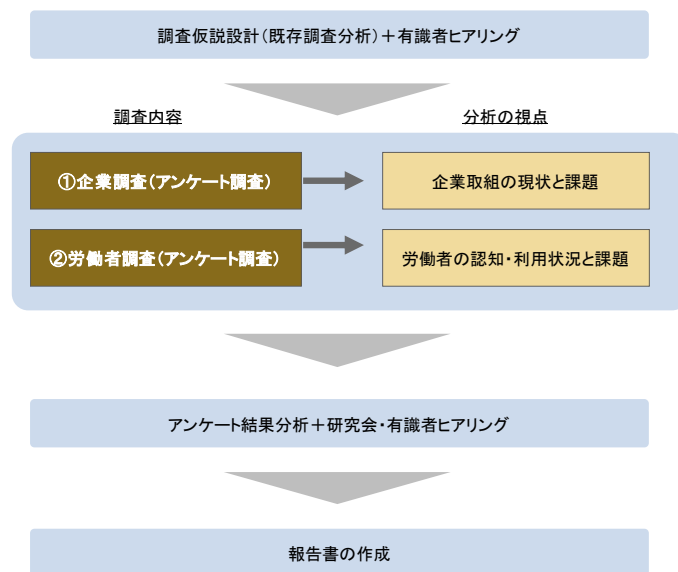 調査仮説設計(既存調査分析)+有識者ヒアリング
調査内容
分析の視点
①企業調査(アンケート調査)
企業取組の現状と課題
②労働者調査(アンケート調査)
労働者の認知・利用状況と課題
アンケート結果分析+研究会・有識者ヒアリング
報告書の作成